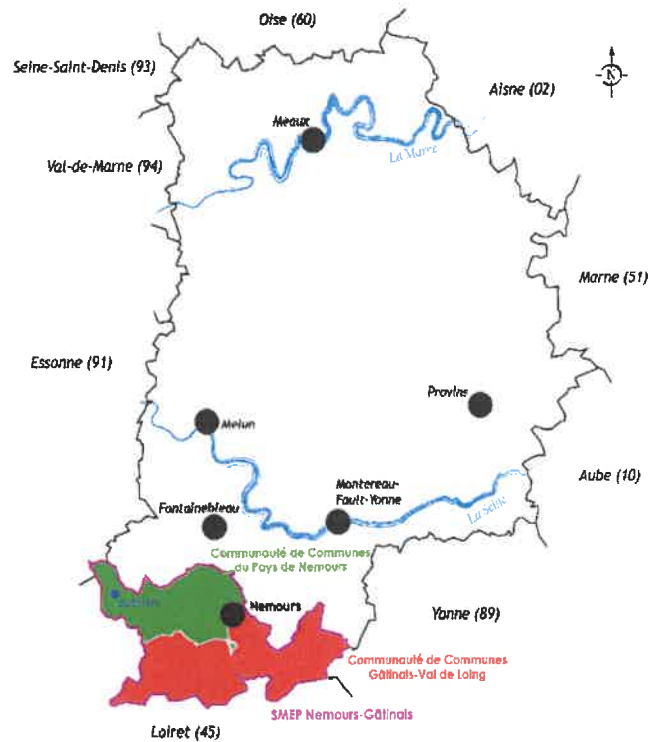 Oise (60)
Seine-Saint-Denis (93)
N
Aisne (02)
Meaux
La Marne
Val-de-Marne (94)
Marne (51)
Essonne (91)
Provins
Melun
Aube (10)
Montereau-
Fault-Yonne
La Seine
Fontainebleau
Communauté de Communes
du Pays de Nemours
Nemours
Yonne (89)
Communauté de Communes
Gâtinais-Val de Loing
SMEP Nemours-Gâtinais
Loiret (45)